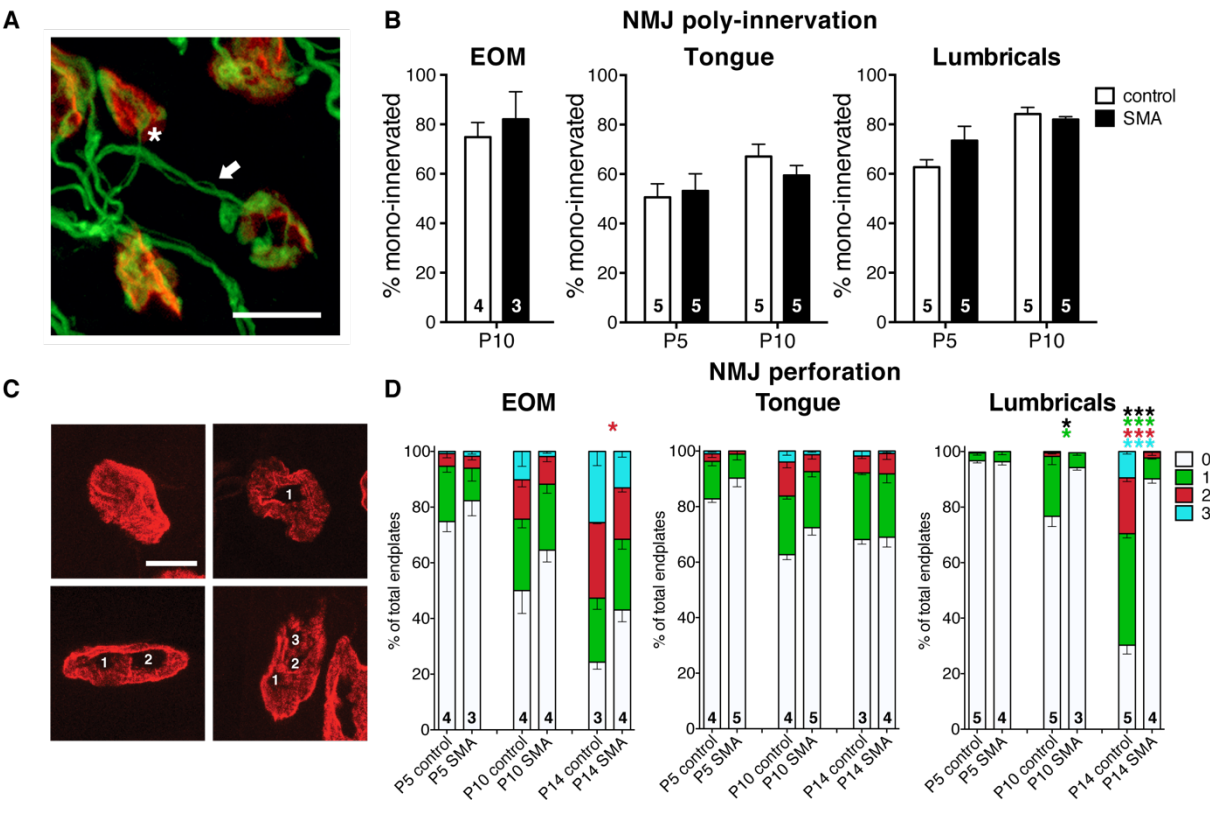 A
*
B
NMJ poly-innervation
EOM
Tongue
Lumbricals
control
SMA
% mono-innervated
100
80
60
40
20
0
4
3
P10
% mono-innervated
100
80
60
40
20
0
5
5
5
5
P5
P10
% mono-innervated
100
80
60
40
20
0
5
5
5
5
P5
P10
C
1
1
2
3
2
1
D
NMJ perforation
EOM
Tongue
Lumbricals
*
*
*
***
***
***
***
0
1
2
3
% of total endplates
100
80
60
40
20
0
4
3
4
4
3
4
P5 control
P5 SMA
P10 control
P10 SMA
P14 control
P14 SMA
% of total endplates
100
80
60
40
20
0
4
5
4
5
3
4
P5 control
P5 SMA
P10 control
P10 SMA
P14 control
P14 SMA
% of total endplates
100
80
60
40
20
0
5
4
5
3
5
4
P5 control
P5 SMA
P10 control
P10 SMA
P14 control
P14 SMA